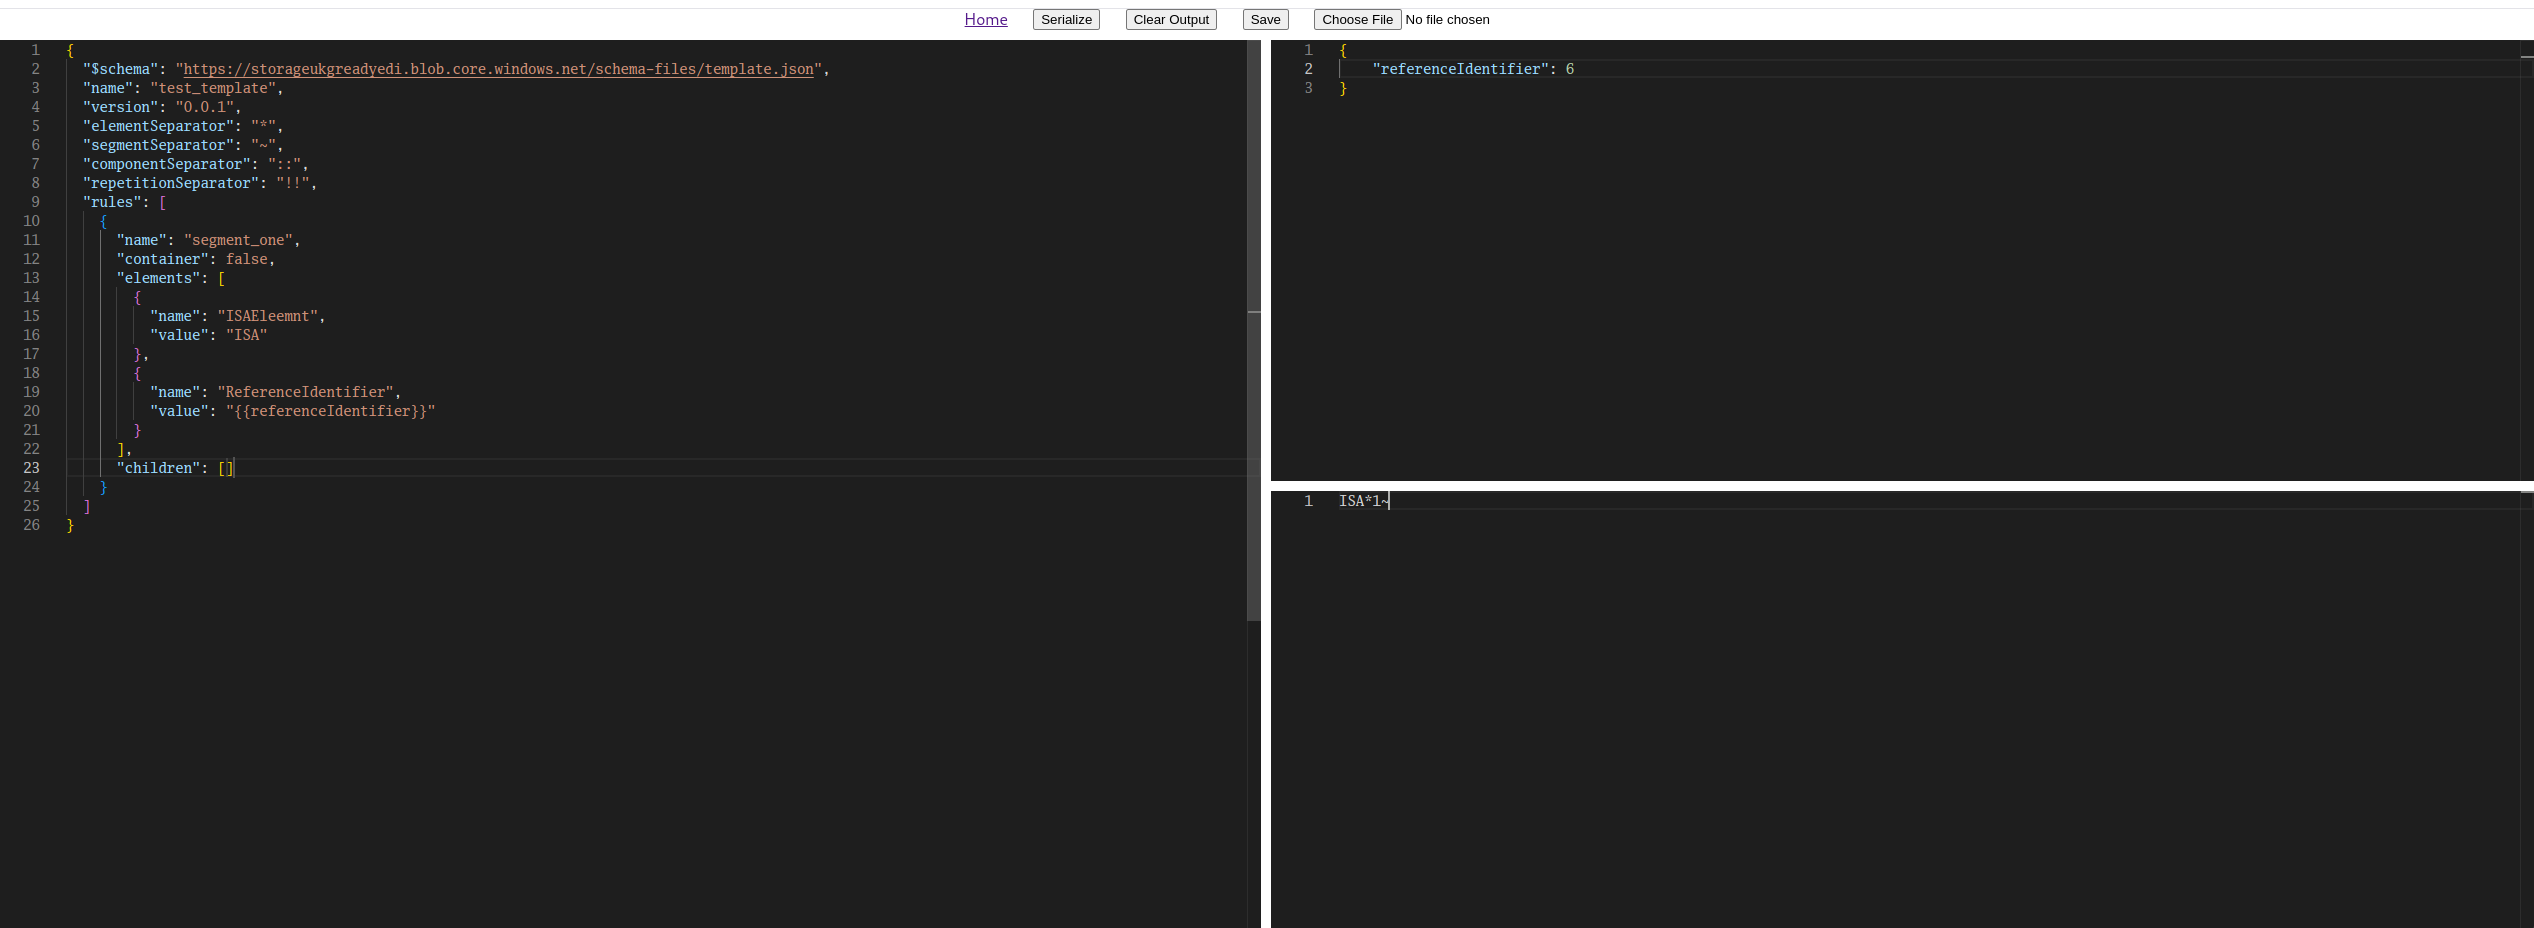 Home Serialize Clear Output Save Choose File No file chosen
1 {
2 "$schema": "https://storageukgreadyedi.blob.core.windows.net/schema-files/template.json",
3 "name": "test_template",
4 "version": "0.0.1",
5 "elementSeparator": "*",
6 "segmentSeparator": "~",
7 "componentSeparator": "::",
8 "repetitionSeparator": "!!",
9 "rules": [
10 {
11 "name": "segment_one",
12 "container": false,
13 "elements": [
14 {
15 "name": "ISAEleemnt",
16 "value": "ISA"
17 },
18 {
19 "name": "ReferenceIdentifier",
20 "value": "{{referenceIdentifier}}"
21 }
22 ],
23 "children": []
24 }
25 ]
26 }
1 {
2 "referenceIdentifier": 6
3 }
1 ISA*1~